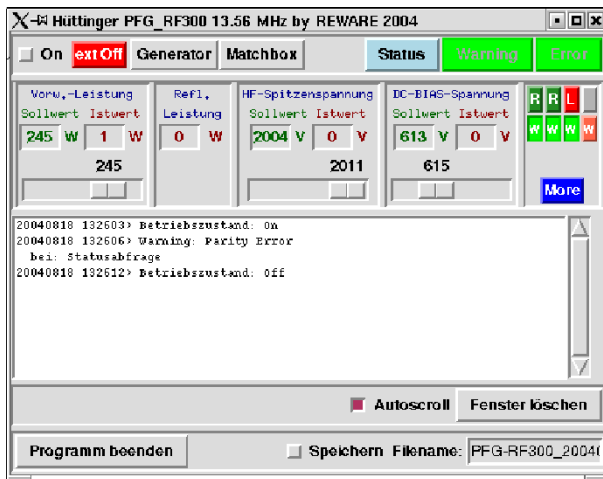 Hüttinger PFG_RF300 13.56 MHz by REWARE 2004
On ext Off Generator Matchbox Status Warning Error
Vorw.-Leistung Refl. HF-Spitzenspannung DC-BIAS-Spannung
Sollwert Istwert Leistung Sollwert Istwert Sollwert Istwert
245 W 1 W 0 W 2004 V 0 V 613 V 0 V
245 2011 615
R R L
W W W W
More
20040818 132603> Betriebszustand: On
20040818 132606> Warning: Parity Error
bei: Statusabfrage
20040818 132612> Betriebszustand: Off
Autoscroll Fenster löschen
Programm beenden Speichern Filename: PFG-RF300_2004